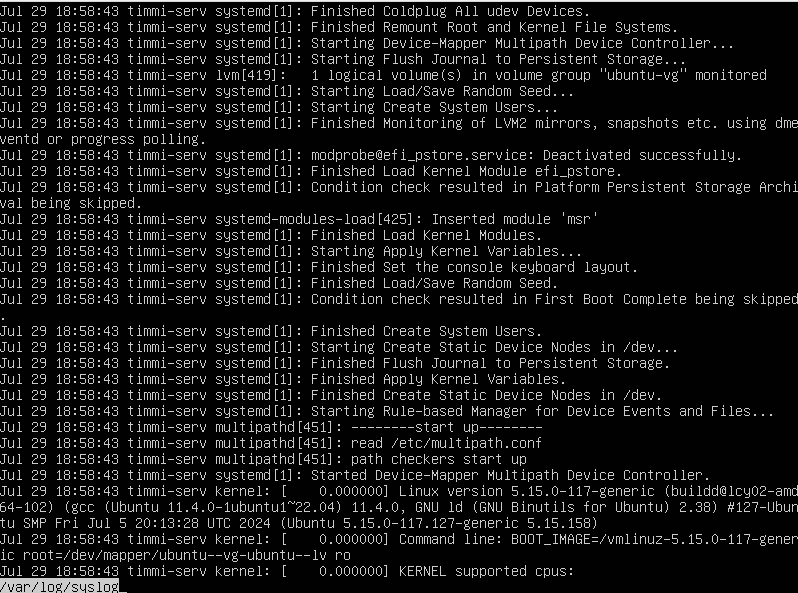 Jul 29 18:58:43 timmi-serv systemd[1]: Finished Coldplug All udev Devices.
Jul 29 18:58:43 timmi-serv systemd[1]: Finished Remount Root and Kernel File Systems.
Jul 29 18:58:43 timmi-serv systemd[1]: Starting Device-Mapper Multipath Device Controller...
Jul 29 18:58:43 timmi-serv systemd[1]: Starting Flush Journal to Persistent Storage...
Jul 29 18:58:43 timmi-serv lvm[419]:   1 logical volume(s) in volume group "ubuntu-vg" monitored
Jul 29 18:58:43 timmi-serv systemd[1]: Starting Load/Save Random Seed...
Jul 29 18:58:43 timmi-serv systemd[1]: Starting Create System Users...
Jul 29 18:58:43 timmi-serv systemd[1]: Finished Monitoring of LVM2 mirrors, snapshots etc. using dme
ventd or progress polling.
Jul 29 18:58:43 timmi-serv systemd[1]: modprobe@efi_pstore.service: Deactivated successfully.
Jul 29 18:58:43 timmi-serv systemd[1]: Finished Load Kernel Module efi_pstore.
Jul 29 18:58:43 timmi-serv systemd[1]: Condition check resulted in Platform Persistent Storage Archi
val being skipped.
Jul 29 18:58:43 timmi-serv systemd-modules-load[425]: Inserted module 'msr'
Jul 29 18:58:43 timmi-serv systemd[1]: Finished Load Kernel Modules.
Jul 29 18:58:43 timmi-serv systemd[1]: Starting Apply Kernel Variables...
Jul 29 18:58:43 timmi-serv systemd[1]: Finished Set the console keyboard layout.
Jul 29 18:58:43 timmi-serv systemd[1]: Finished Load/Save Random Seed.
Jul 29 18:58:43 timmi-serv systemd[1]: Condition check resulted in First Boot Complete being skipped
.
Jul 29 18:58:43 timmi-serv systemd[1]: Finished Create System Users.
Jul 29 18:58:43 timmi-serv systemd[1]: Starting Create Static Device Nodes in /dev...
Jul 29 18:58:43 timmi-serv systemd[1]: Finished Flush Journal to Persistent Storage.
Jul 29 18:58:43 timmi-serv systemd[1]: Finished Apply Kernel Variables.
Jul 29 18:58:43 timmi-serv systemd[1]: Finished Create Static Device Nodes in /dev.
Jul 29 18:58:43 timmi-serv systemd[1]: Starting Rule-based Manager for Device Events and Files...
Jul 29 18:58:43 timmi-serv multipathd[451]: --------start up--------
Jul 29 18:58:43 timmi-serv multipathd[451]: read /etc/multipath.conf
Jul 29 18:58:43 timmi-serv multipathd[451]: path checkers start up
Jul 29 18:58:43 timmi-serv systemd[1]: Started Device-Mapper Multipath Device Controller.
Jul 29 18:58:43 timmi-serv kernel: [    0.000000] Linux version 5.15.0-117-generic (buildd@lcy02-amd
64-102) (gcc (Ubuntu 11.4.0-1ubuntu1~22.04) 11.4.0, GNU ld (GNU Binutils for Ubuntu) 2.38) #127-Ubun
tu SMP Fri Jul 5 20:13:28 UTC 2024 (Ubuntu 5.15.0-117.127-generic 5.15.158)
Jul 29 18:58:43 timmi-serv kernel: [    0.000000] Command line: BOOT_IMAGE=/vmlinuz-5.15.0-117-gener
ic root=/dev/mapper/ubuntu--vg-ubuntu--lv ro
Jul 29 18:58:43 timmi-serv kernel: [    0.000000] KERNEL supported cpus:
/var/log/syslog